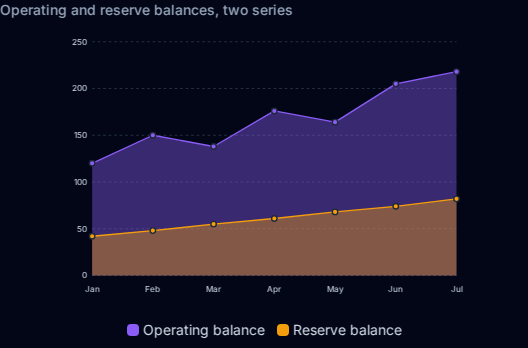 Operating and reserve balances, two series
250
200
150
100
50
0
Jan Feb Mar Apr May Jun Jul
Operating balance Reserve balance